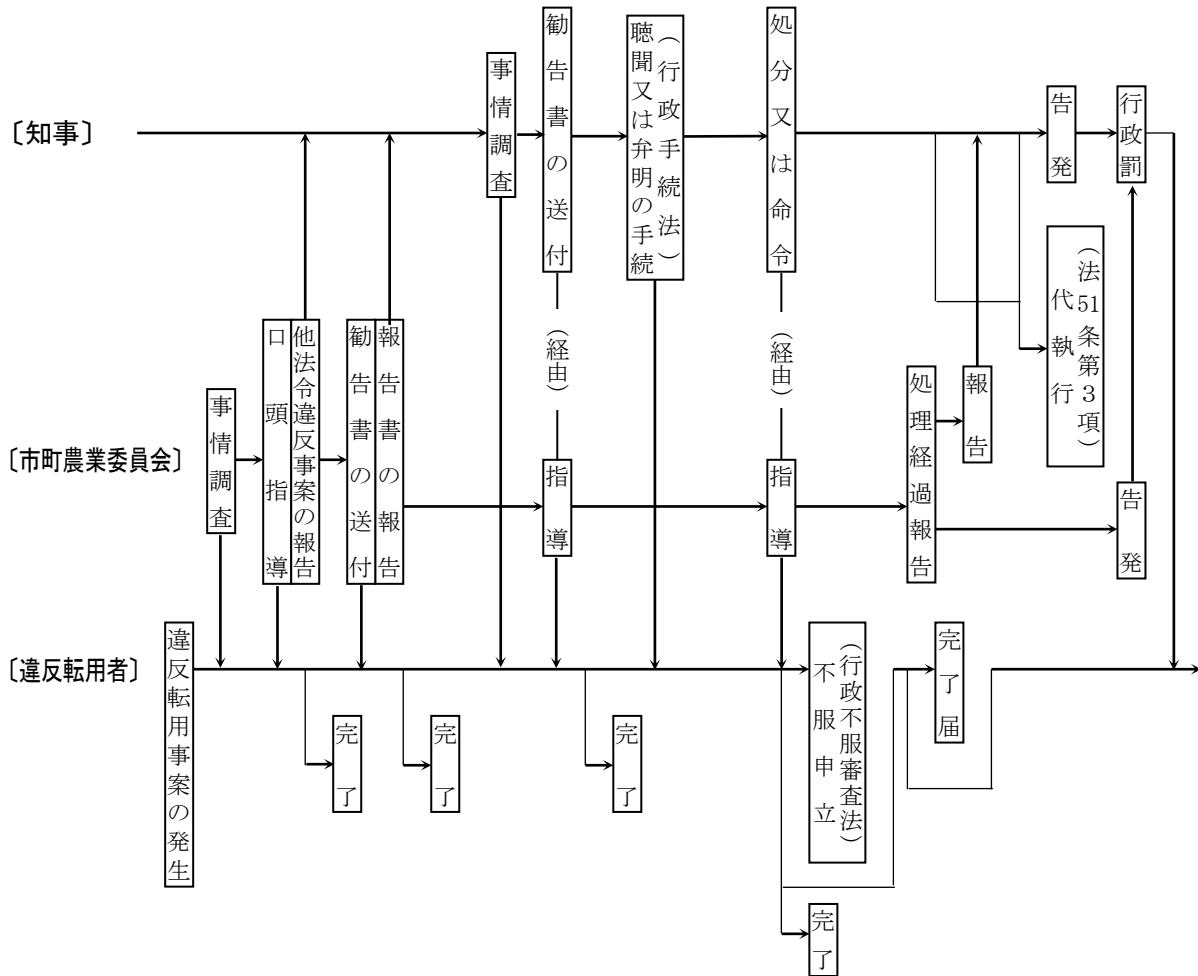 〔知事〕
事情調査
勧告書の送付
（行政手続法）
聴聞又は弁明の手続
処分又は命令
告発
行政罰
（法51条第３項）
代執行
（経由）
（経由）
〔市町農業委員会〕
事情調査
口頭指導
他法令違反事案の報告
勧告書の送付
報告書の報告
指導
指導
処理経過報告
報告
告発
〔違反転用者〕
違反転用事案の発生
完了
完了
完了
（行政不服審査法）
不服申立
完了届
完了